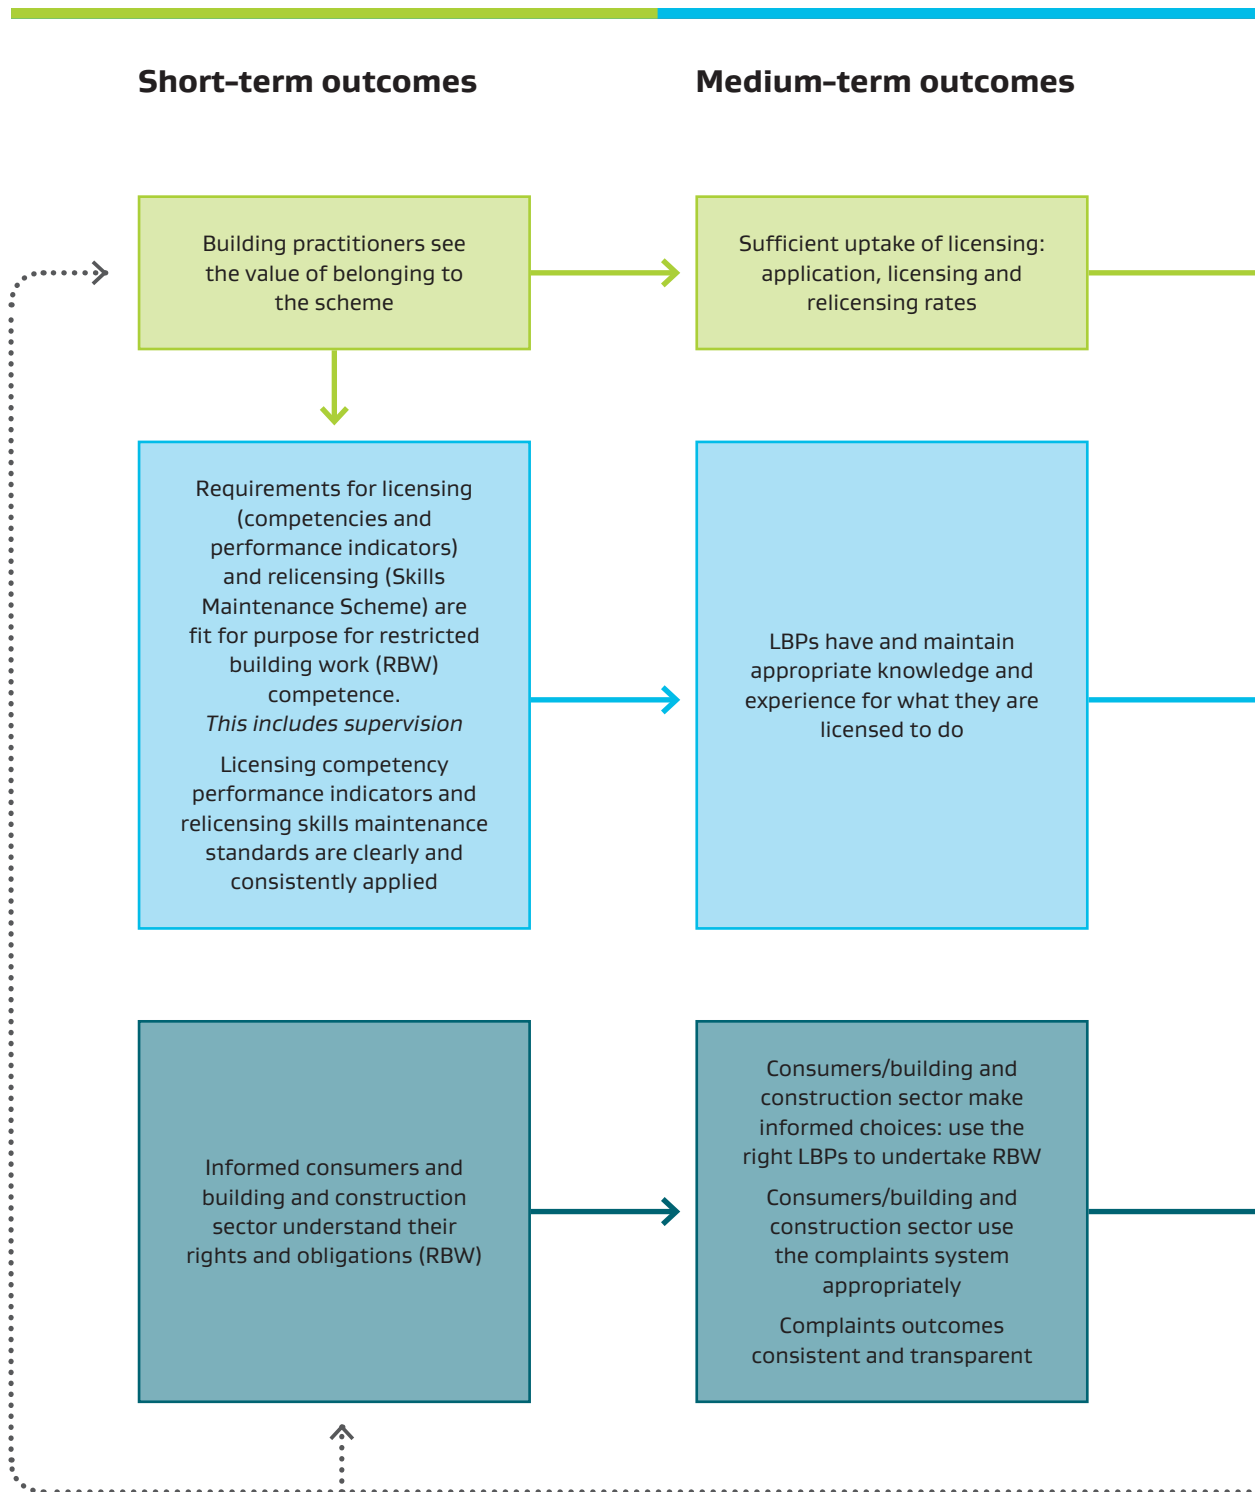 Short-term outcomes
Medium-term outcomes
Building practitioners see
the value of belonging to
the scheme
Sufficient uptake of licensing:
application, licensing and
relicensing rates
Requirements for licensing
(competencies and
performance indicators)
and relicensing (Skills
Maintenance Scheme) are
fit for purpose for restricted
building work (RBW)
competence.
This includes supervision
Licensing competency
performance indicators and
relicensing skills maintenance
standards are clearly and
consistently applied
LBPs have and maintain
appropriate knowledge and
experience for what they are
licensed to do
Informed consumers and
building and construction
sector understand their
rights and obligations (RBW)
Consumers/building and
construction sector make
informed choices: use the
right LBPs to undertake RBW
Consumers/building and
construction sector use
the complaints system
appropriately
Complaints outcomes
consistent and transparent